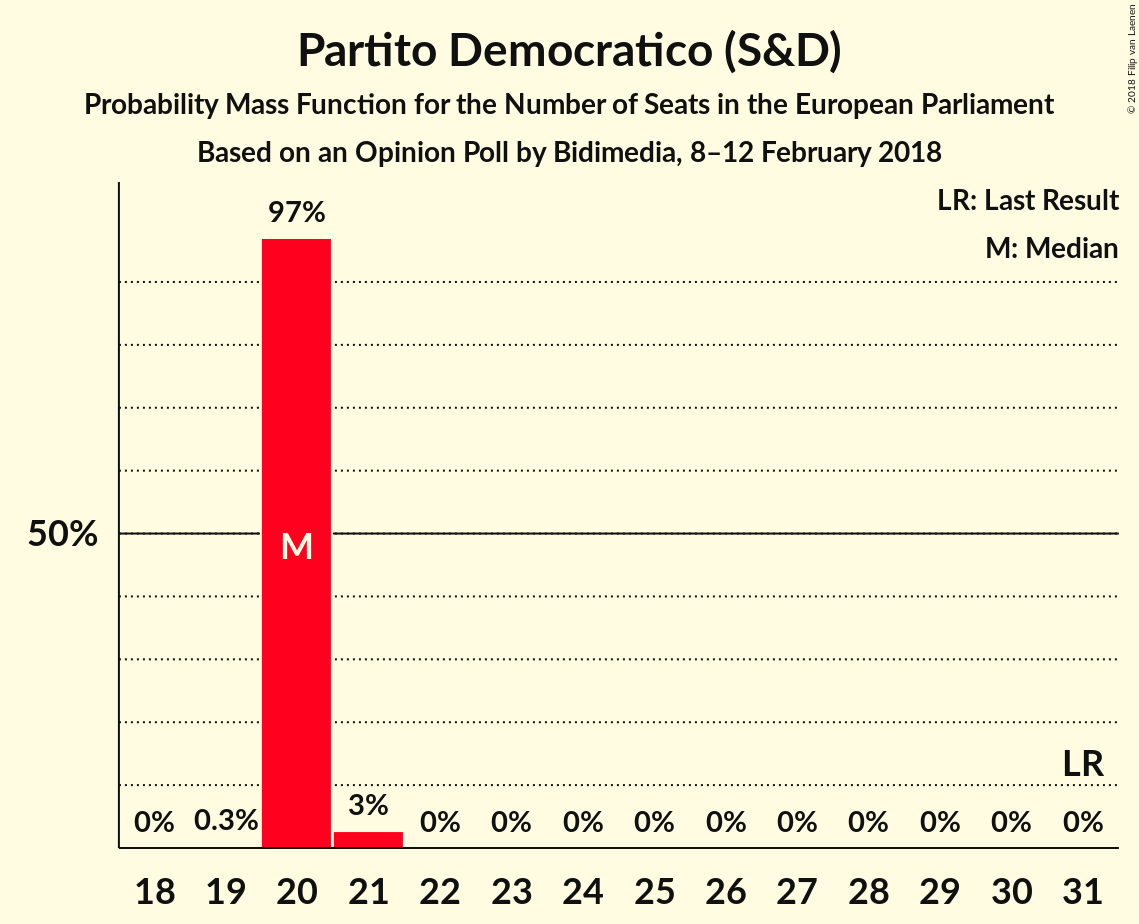 Partito Democratico (S&D)
Probability Mass Function for the Number of Seats in the European Parliament
Based on an Opinion Poll by Bidimedia, 8–12 February 2018
© 2018 Filip van Laenen
LR: Last Result
M: Median
97%
50%
M
LR
0% 0.3% 3% 0% 0% 0% 0% 0% 0% 0% 0% 0% 0%
18 19 20 21 22 23 24 25 26 27 28 29 30 31